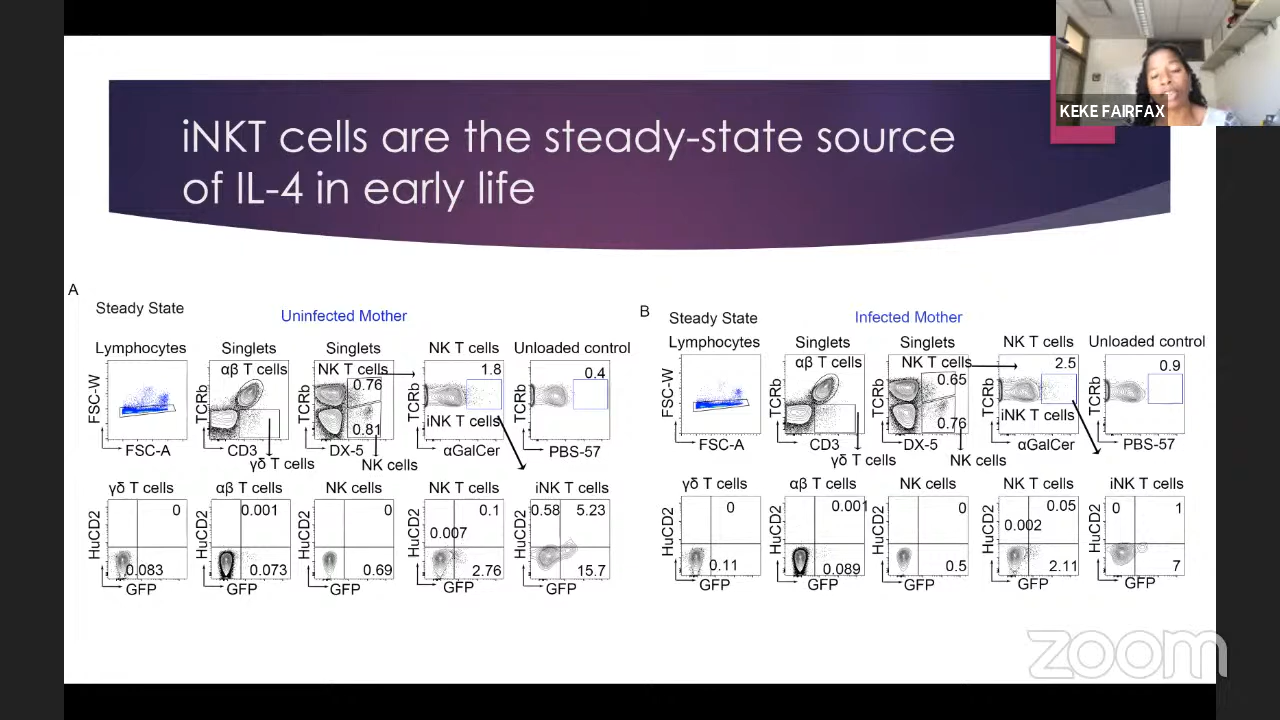 KEKE FAIRFAX
iNKT cells are the steady-state source
of IL-4 in early life
A
Steady State
Uninfected Mother
Lymphocytes
Singlets
Singlets
NK T cells
Unloaded control
αβ T cells
NK T cells
0.76
0.81
1.8
iNK T cells
0.4
FSC-W
TCRb
TCRb
TCRb
TCRb
FSC-A
CD3
DX-5
αGalCer
PBS-57
γδ T cells
NK cells
γδ T cells
αβ T cells
NK cells
NK T cells
iNK T cells
HuCD2
HuCD2
HuCD2
HuCD2
HuCD2
0
0.001
0
0.1
0.58
5.23
0.007
0.083
0.073
0.69
2.76
15.7
GFP
GFP
GFP
GFP
GFP
B
Steady State
Infected Mother
Lymphocytes
Singlets
Singlets
NK T cells
Unloaded control
αβ T cells
NK T cells
0.65
0.76
2.5
iNK T cells
0.9
FSC-W
TCRb
TCRb
TCRb
TCRb
FSC-A
CD3
DX-5
αGalCer
PBS-57
γδ T cells
NK cells
γδ T cells
αβ T cells
NK cells
NK T cells
iNK T cells
HuCD2
HuCD2
HuCD2
HuCD2
HuCD2
0
0.001
0
0.05
0
1
0.002
0.11
0.089
0.5
2.11
7
GFP
GFP
GFP
GFP
GFP
zoom